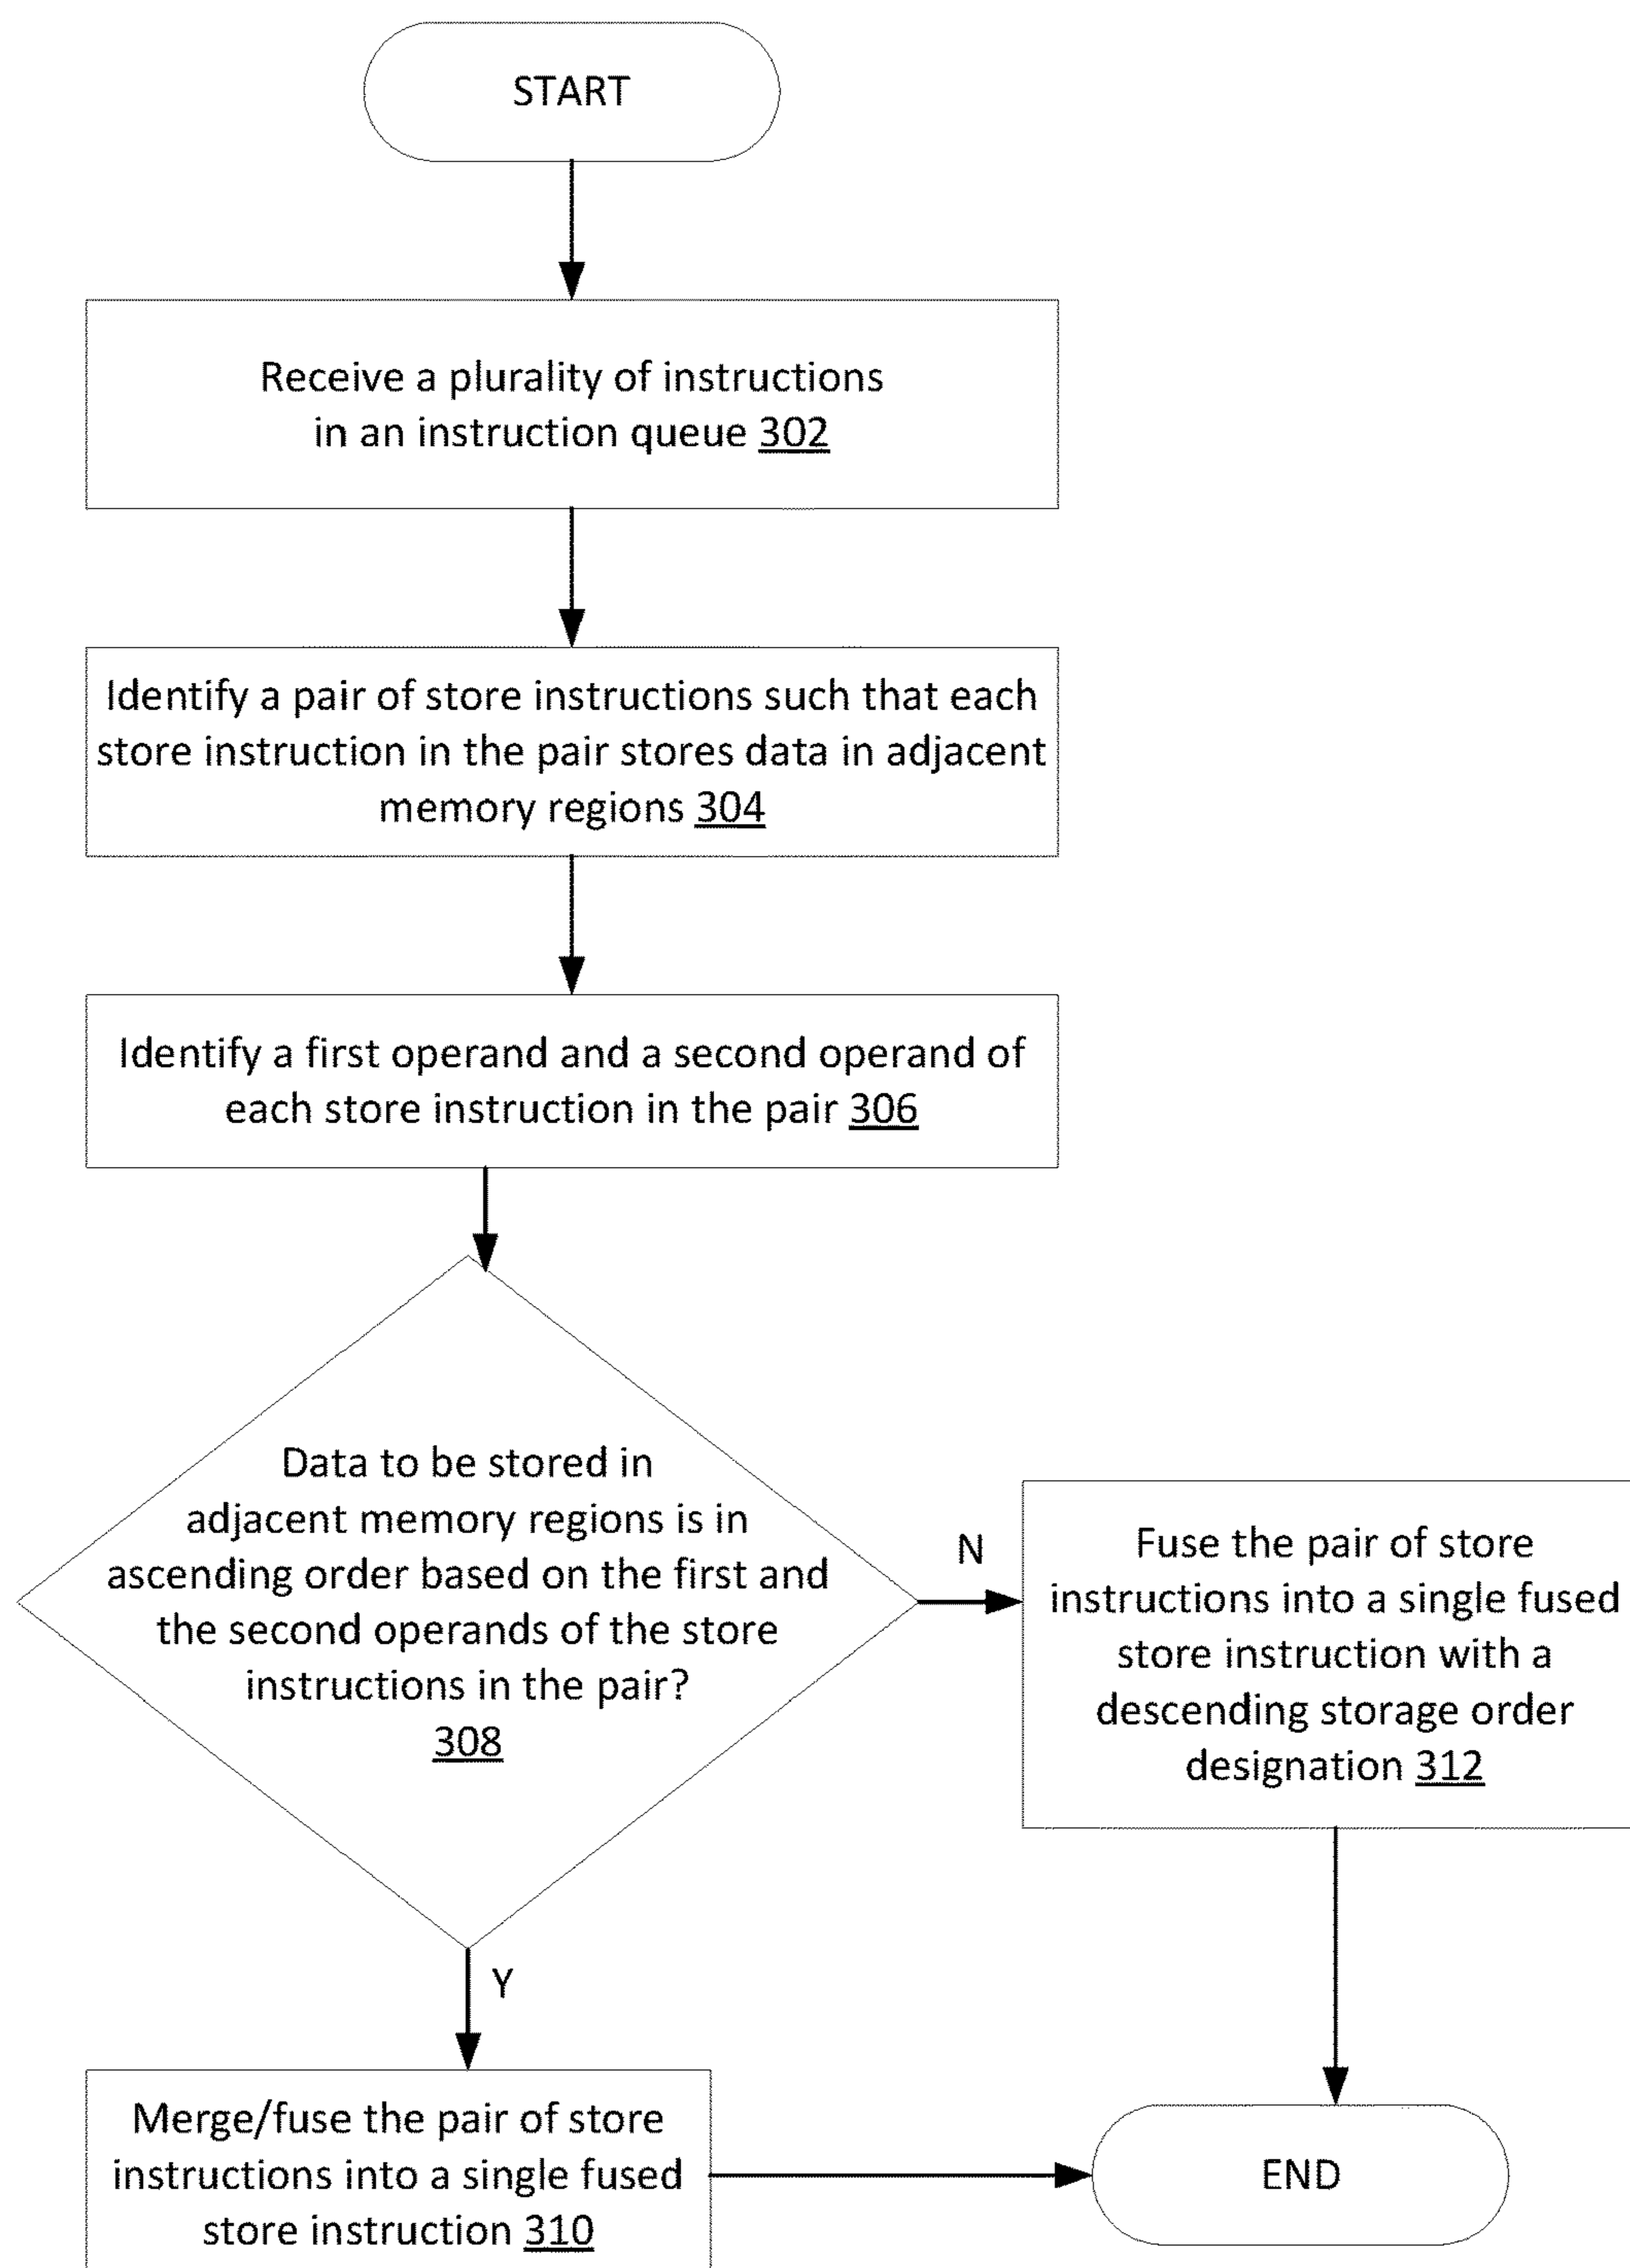 START
Receive a plurality of instructions
in an instruction queue 302
Identify a pair of store instructions such that each
store instruction in the pair stores data in adjacent
memory regions 304
Identify a first operand and a second operand of
each store instruction in the pair 306
Data to be stored in
adjacent memory regions is in
ascending order based on the first and
the second operands of the store
instructions in the pair?
308
N
Fuse the pair of store
instructions into a single fused
store instruction with a
descending storage order
designation 312
Y
Merge/fuse the pair of store
instructions into a single fused
store instruction 310
END